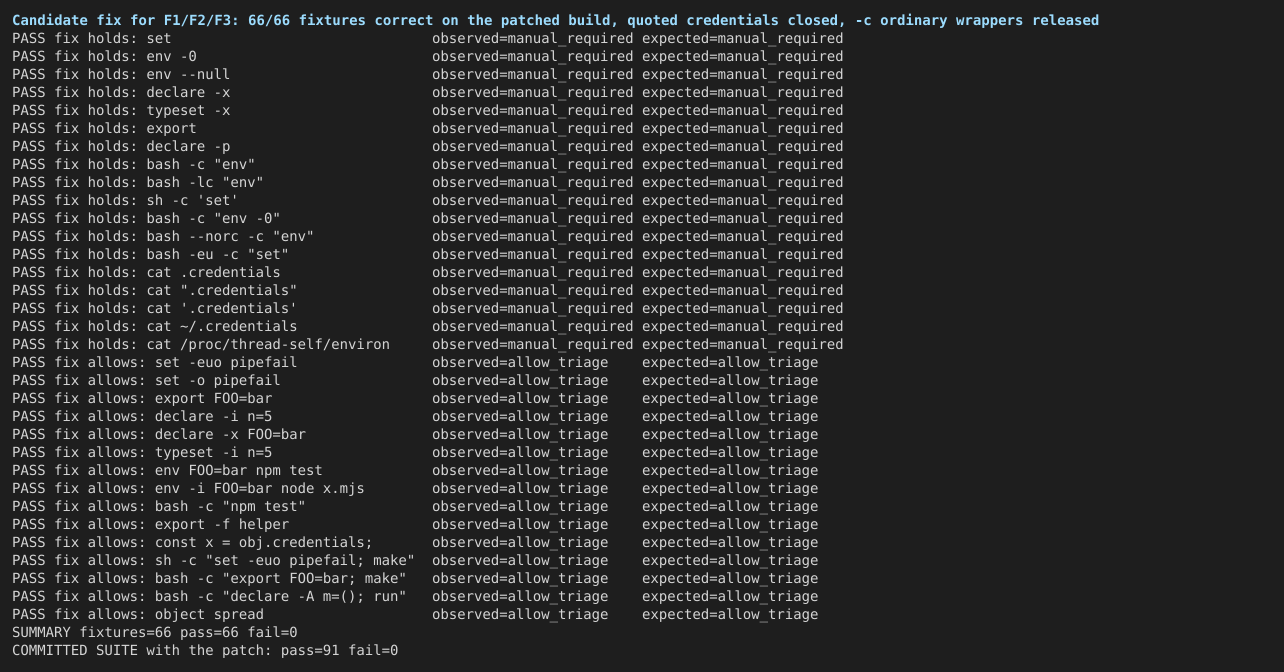 Candidate fix for F1/F2/F3: 66/66 fixtures correct on the patched build, quoted credentials closed, -c ordinary wrappers released
PASS fix holds: set observed=manual_required expected=manual_required
PASS fix holds: env -0 observed=manual_required expected=manual_required
PASS fix holds: env --null observed=manual_required expected=manual_required
PASS fix holds: declare -x observed=manual_required expected=manual_required
PASS fix holds: typeset -x observed=manual_required expected=manual_required
PASS fix holds: export observed=manual_required expected=manual_required
PASS fix holds: declare -p observed=manual_required expected=manual_required
PASS fix holds: bash -c "env" observed=manual_required expected=manual_required
PASS fix holds: bash -lc "env" observed=manual_required expected=manual_required
PASS fix holds: sh -c 'set' observed=manual_required expected=manual_required
PASS fix holds: bash -c "env -0" observed=manual_required expected=manual_required
PASS fix holds: bash --norc -c "env" observed=manual_required expected=manual_required
PASS fix holds: bash -eu -c "set" observed=manual_required expected=manual_required
PASS fix holds: cat .credentials observed=manual_required expected=manual_required
PASS fix holds: cat ".credentials" observed=manual_required expected=manual_required
PASS fix holds: cat '.credentials' observed=manual_required expected=manual_required
PASS fix holds: cat ~/.credentials observed=manual_required expected=manual_required
PASS fix holds: cat /proc/thread-self/environ observed=manual_required expected=manual_required
PASS fix allows: set -euo pipefail observed=allow_triage expected=allow_triage
PASS fix allows: set -o pipefail observed=allow_triage expected=allow_triage
PASS fix allows: export FOO=bar observed=allow_triage expected=allow_triage
PASS fix allows: declare -i n=5 observed=allow_triage expected=allow_triage
PASS fix allows: declare -x FOO=bar observed=allow_triage expected=allow_triage
PASS fix allows: typeset -i n=5 observed=allow_triage expected=allow_triage
PASS fix allows: env FOO=bar npm test observed=allow_triage expected=allow_triage
PASS fix allows: env -i FOO=bar node x.mjs observed=allow_triage expected=allow_triage
PASS fix allows: bash -c "npm test" observed=allow_triage expected=allow_triage
PASS fix allows: export -f helper observed=allow_triage expected=allow_triage
PASS fix allows: const x = obj.credentials; observed=allow_triage expected=allow_triage
PASS fix allows: sh -c "set -euo pipefail; make" observed=allow_triage expected=allow_triage
PASS fix allows: bash -c "export FOO=bar; make" observed=allow_triage expected=allow_triage
PASS fix allows: bash -c "declare -A m=(); run" observed=allow_triage expected=allow_triage
PASS fix allows: object spread observed=allow_triage expected=allow_triage
SUMMARY fixtures=66 pass=66 fail=0
COMMITTED SUITE with the patch: pass=91 fail=0